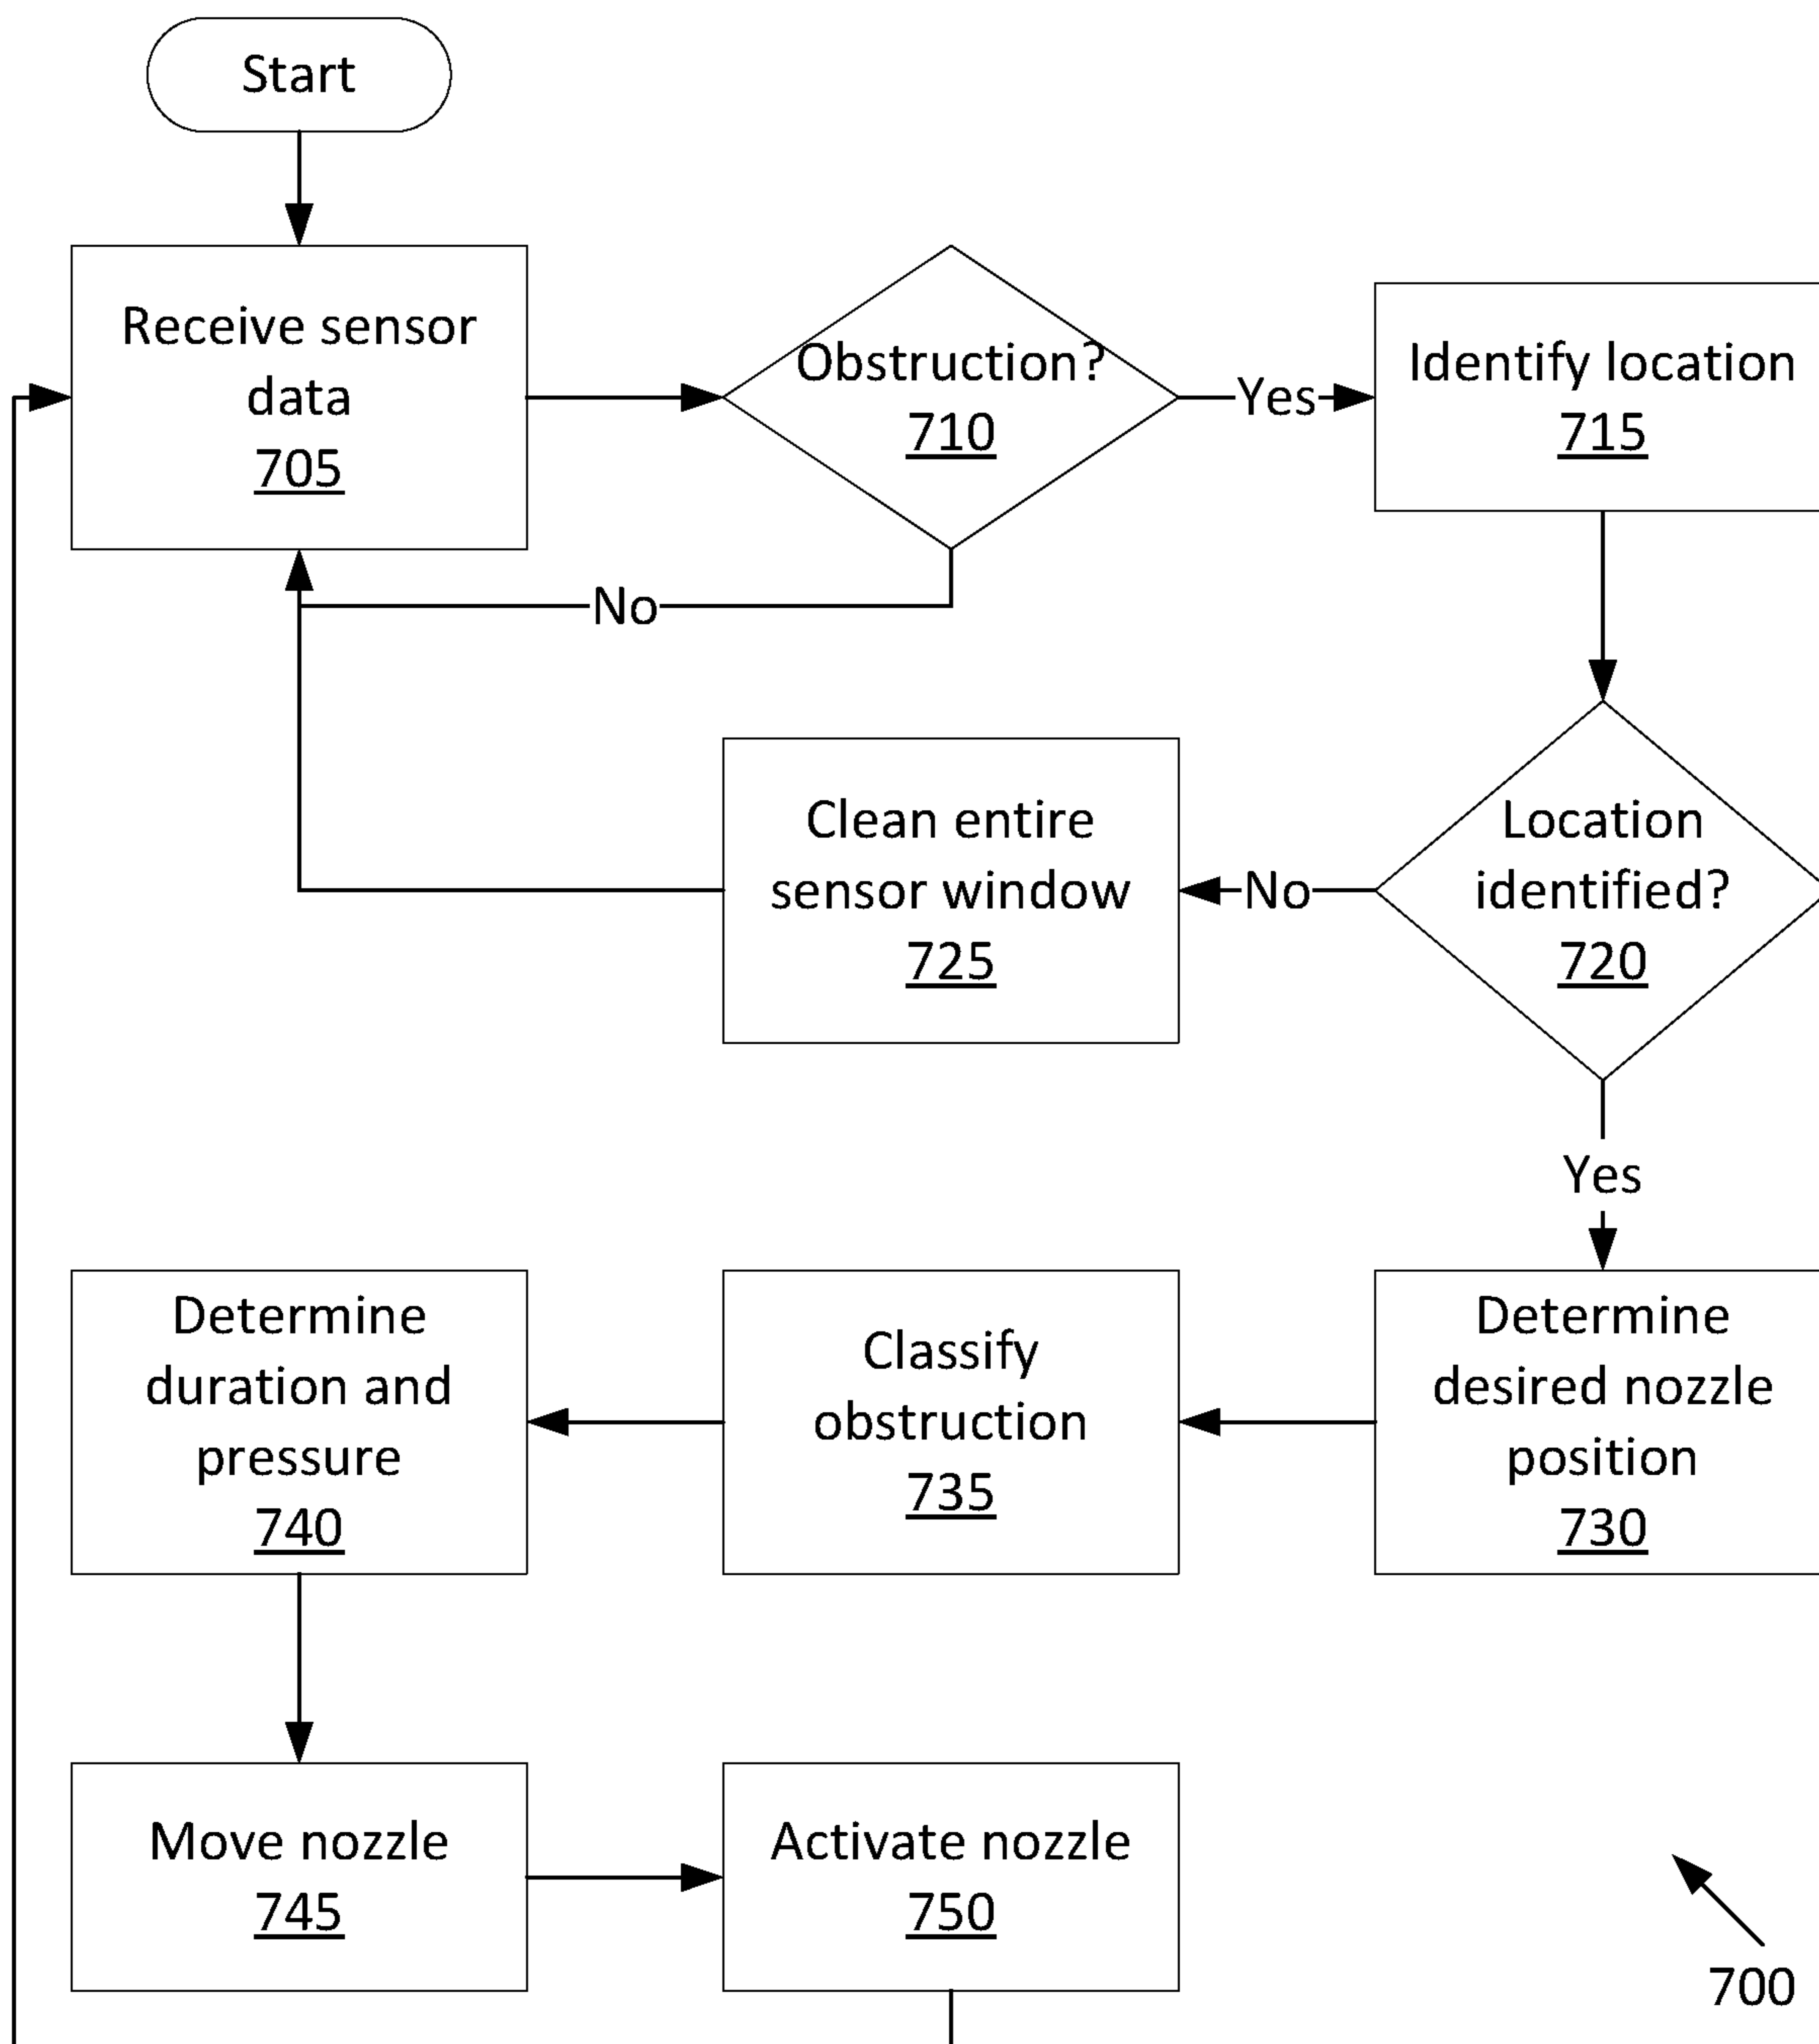 Start
Receive sensor
data
705
Obstruction?
710
Yes
Identify location
715
No
Clean entire
sensor window
725
No
Location
identified?
720
Yes
Determine
duration and
pressure
740
Classify
obstruction
735
Determine
desired nozzle
position
730
Move nozzle
745
Activate nozzle
750
700